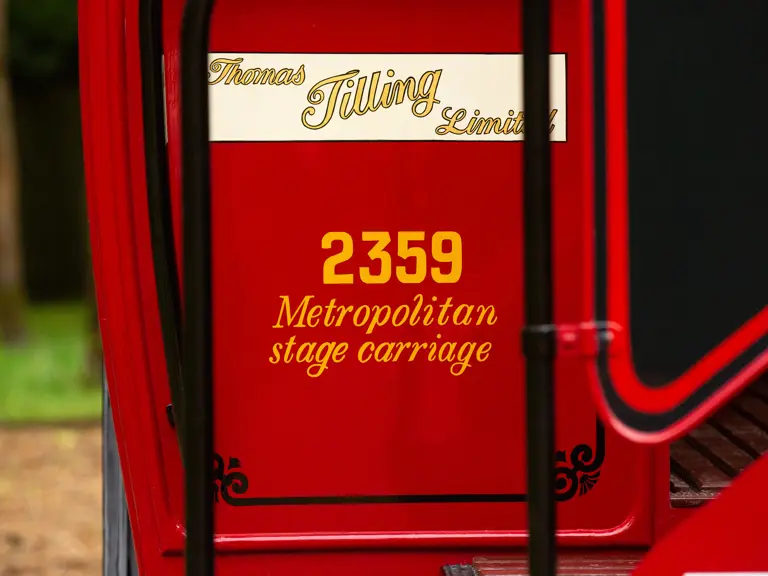 Thomas Tilling Limited
2359
Metropolitan
stage carriage